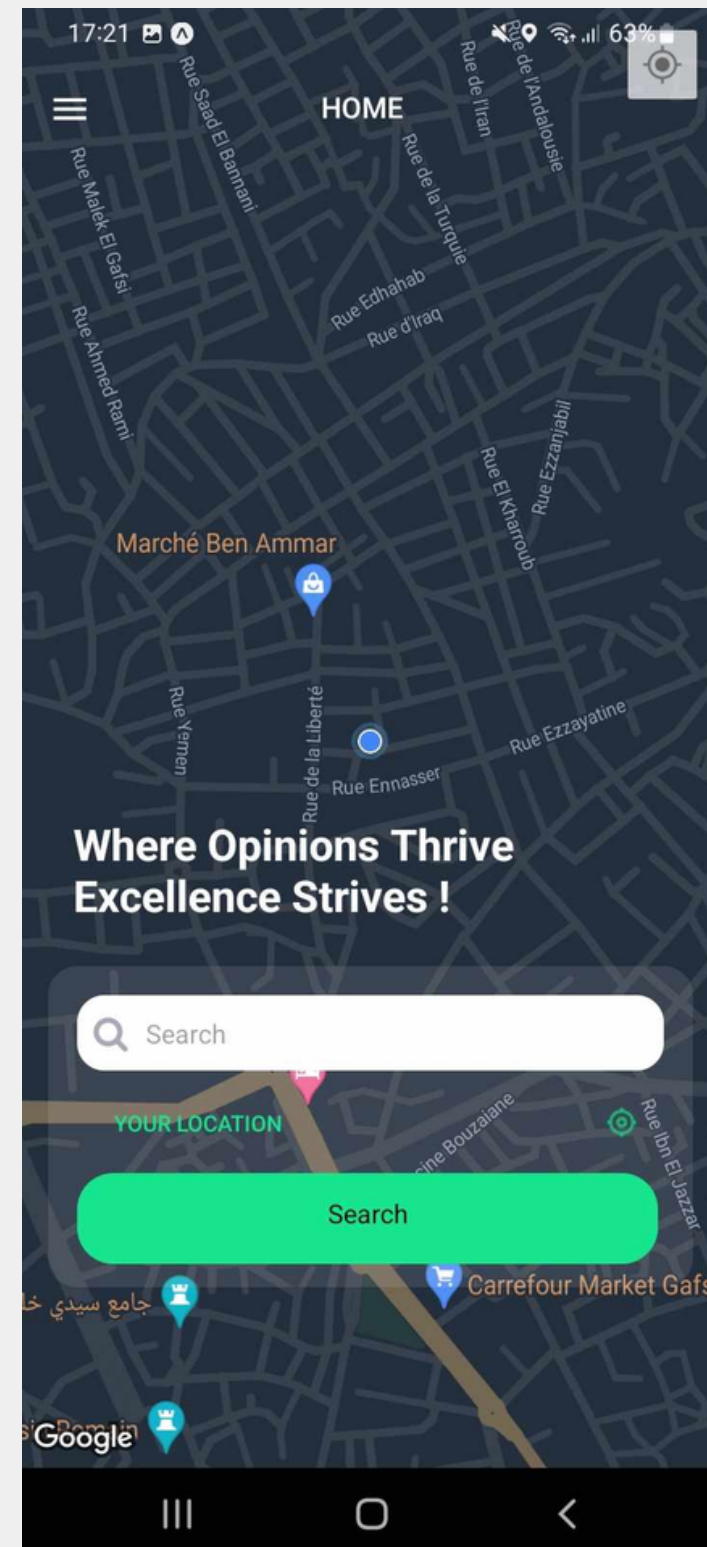 17:21
63%
HOME
Rue Saad El Bannani
Rue de l'Iran
Rue de l'Andalousie
Rue Malek El Gafsi
Rue de la Turquie
Rue Edhahab
Rue d'Iraq
Rue Ahmed Rami
Rue Ezzanjabil
Rue El Kharroub
Marché Ben Ammar
Rue Yemen
Rue de la Liberté
Rue Ezzayatine
Rue Ennasser
Where Opinions Thrive
Excellence Strives !
Search
YOUR LOCATION
cine Bouzaiane
Rue Ibn El Jazzar
Search
Carrefour Market Gafs
جامع سيدي خا
Google